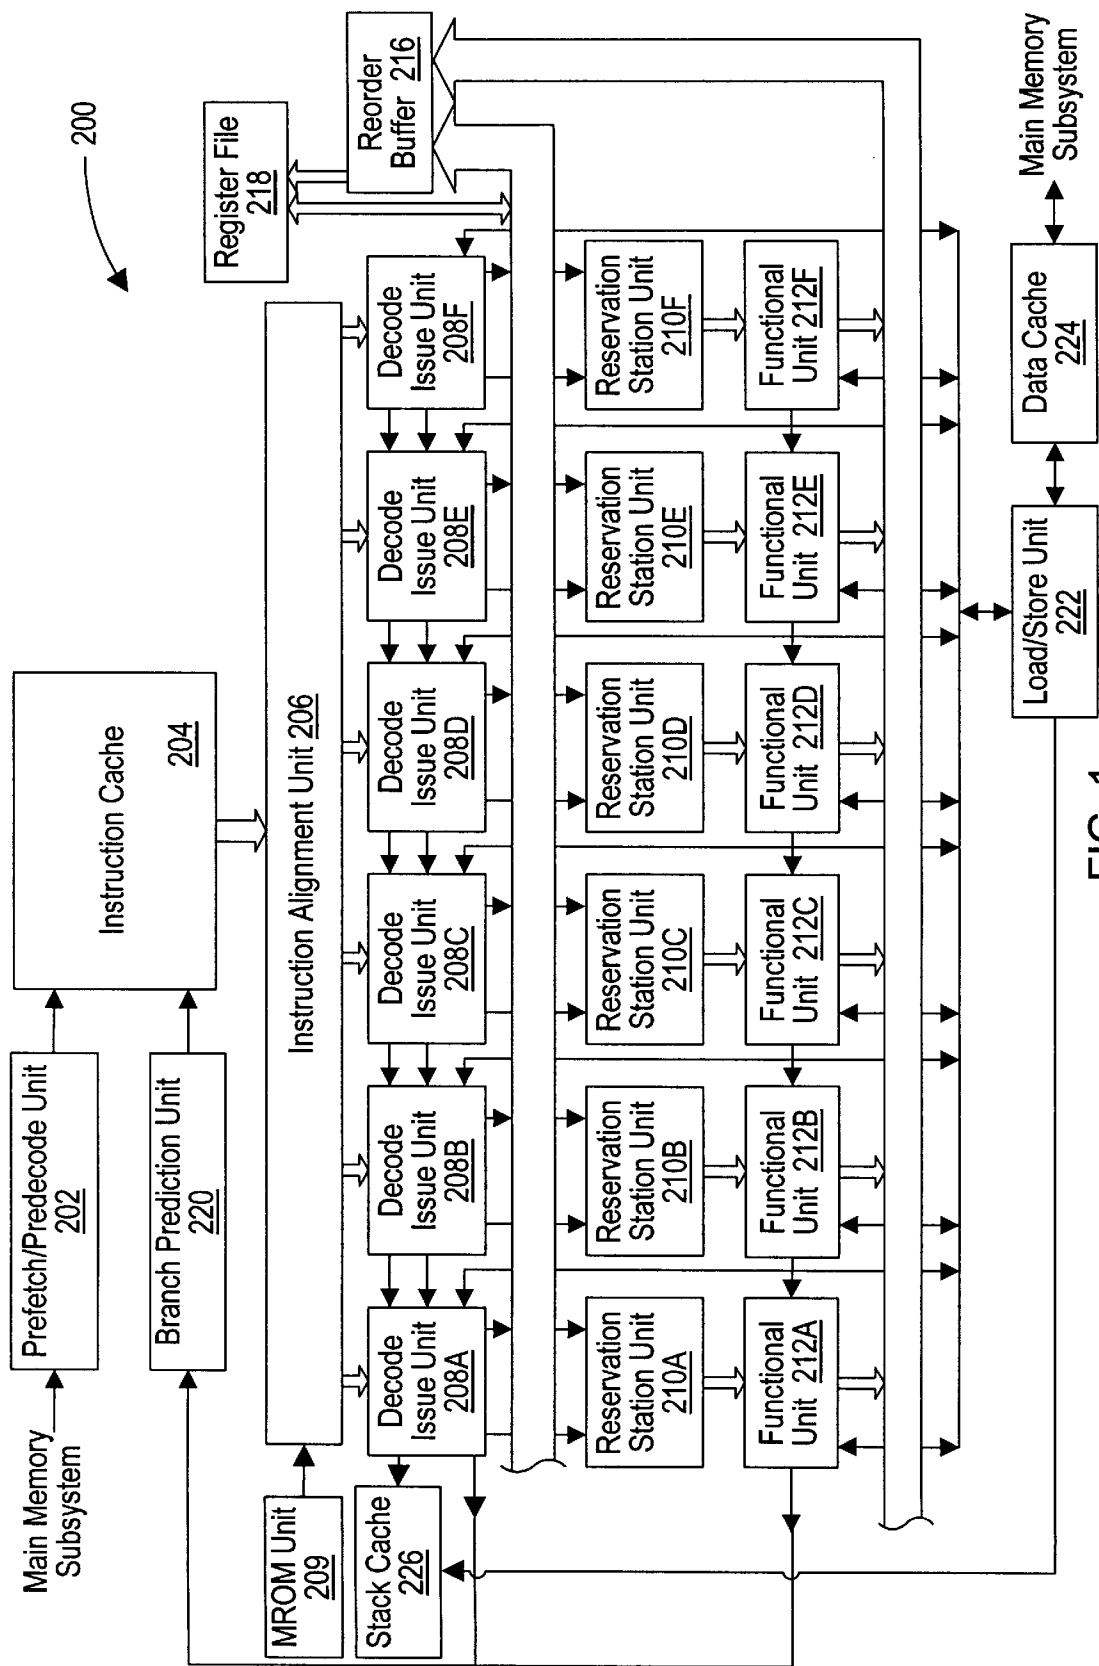 200
Main Memory
Subsystem
Prefetch/Predecode Unit
202
Instruction Cache
204
Branch Prediction Unit
220
Register File
218
Reorder
Buffer 216
MROM Unit
209
Instruction Alignment Unit 206
Stack Cache
226
Decode
Issue Unit
208A
Decode
Issue Unit
208B
Decode
Issue Unit
208C
Decode
Issue Unit
208D
Decode
Issue Unit
208E
Decode
Issue Unit
208F
Reservation
Station Unit
210A
Reservation
Station Unit
210B
Reservation
Station Unit
210C
Reservation
Station Unit
210D
Reservation
Station Unit
210E
Reservation
Station Unit
210F
Functional
Unit 212A
Functional
Unit 212B
Functional
Unit 212C
Functional
Unit 212D
Functional
Unit 212E
Functional
Unit 212F
Load/Store Unit
222
Data Cache
224
Main Memory
Subsystem
FIG. 1